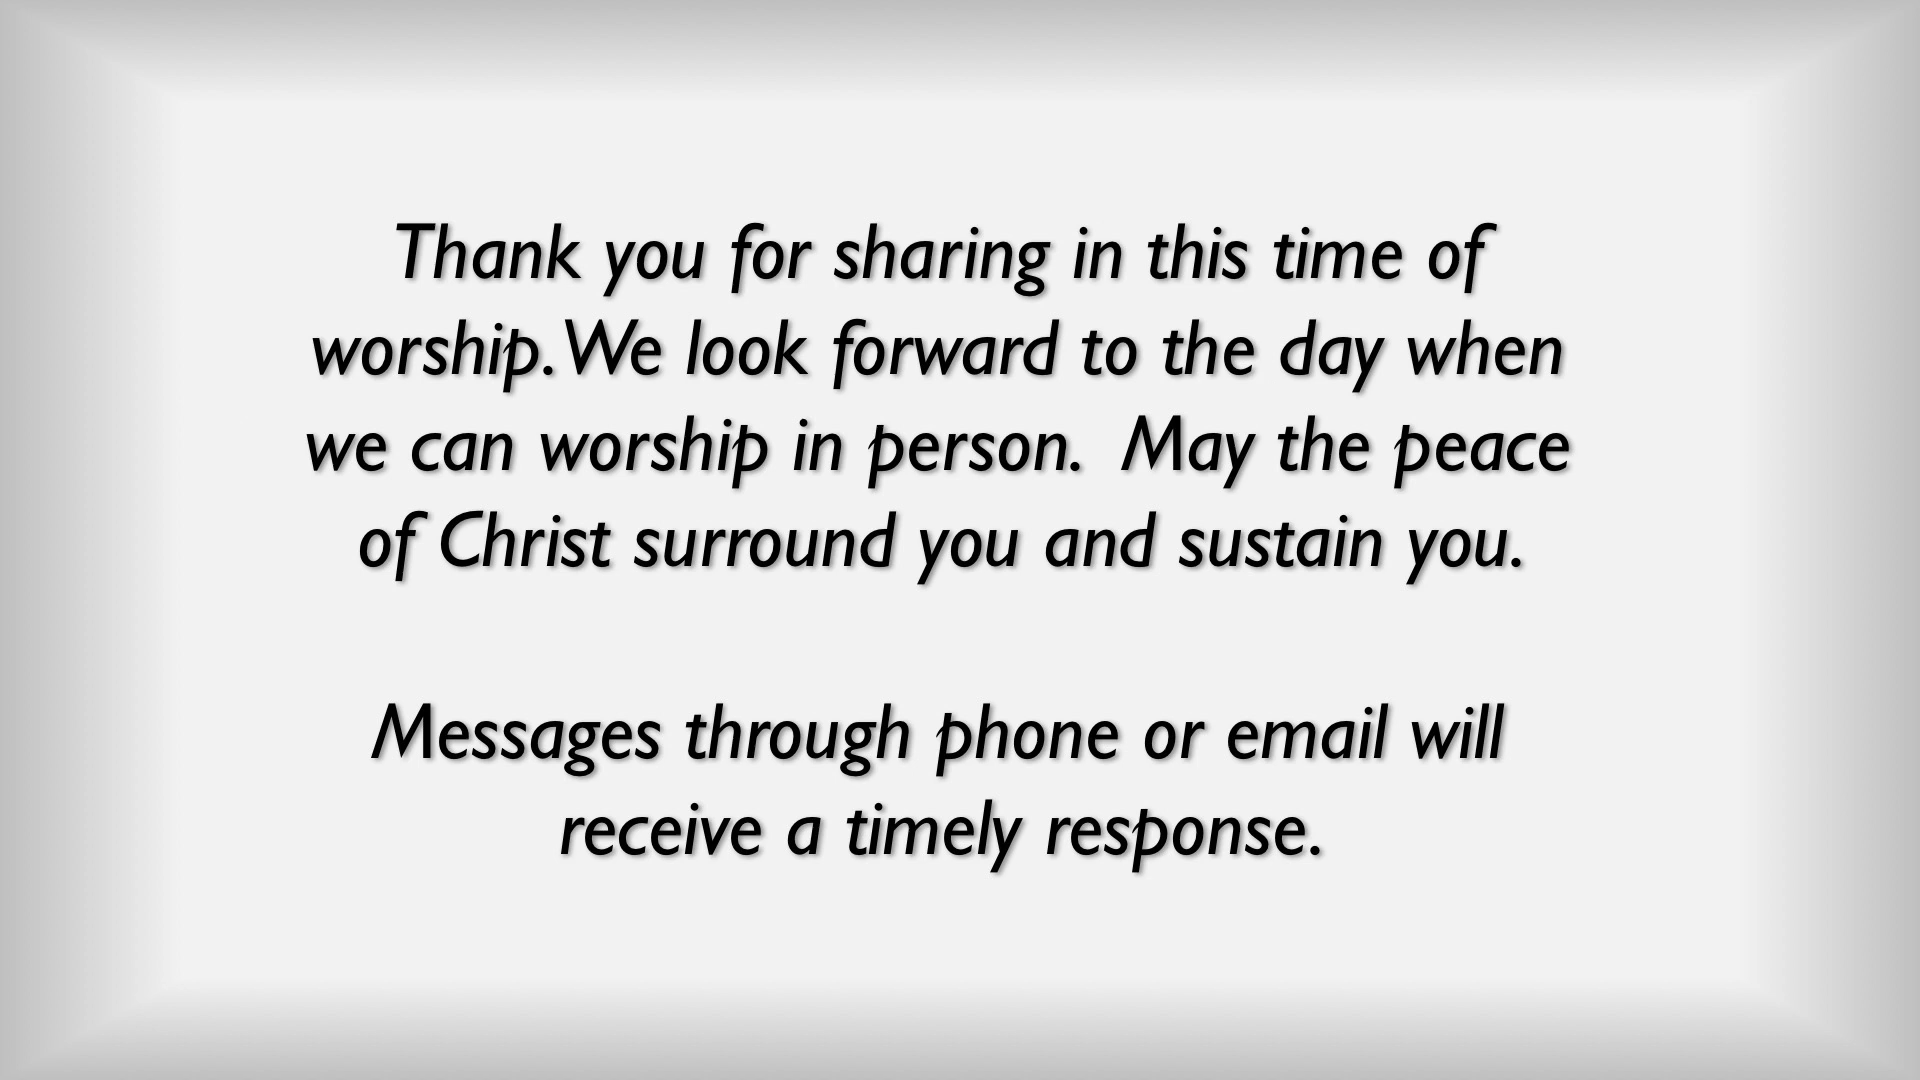 Thank you for sharing in this time of
worship. We look forward to the day when
we can worship in person.  May the peace
of Christ surround you and sustain you.
Messages through phone or email will
receive a timely response.